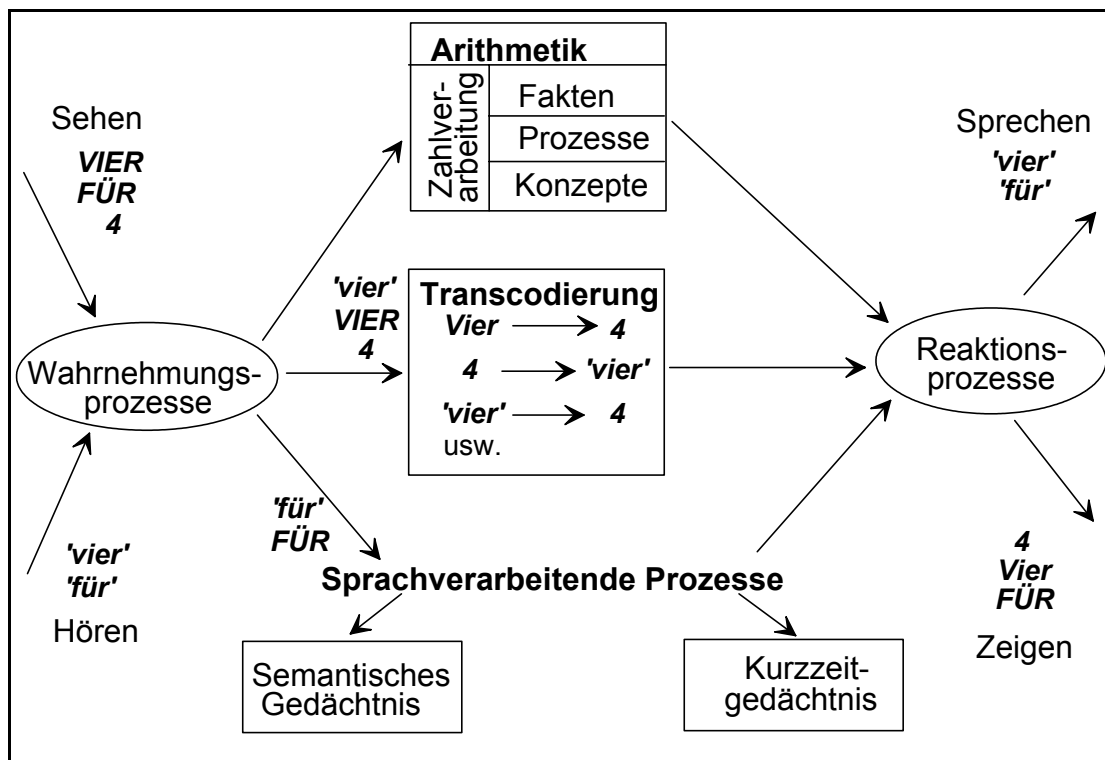 Arithmetik
Zahlver-
arbeitung
Fakten
Prozesse
Konzepte
Sehen
VIER
FÜR
4
Sprechen
'vier'
'für'
'vier'
VIER
4
Transcodierung
Vier 4
4 'vier'
'vier' 4
usw.
Wahrnehmungs-
prozesse
Reaktions-
prozesse
'für'
FÜR
'vier'
'für'
Hören
Sprachverarbeitende Prozesse
4
Vier
FÜR
Zeigen
Semantisches
Gedächtnis
Kurzzeit-
gedächtnis